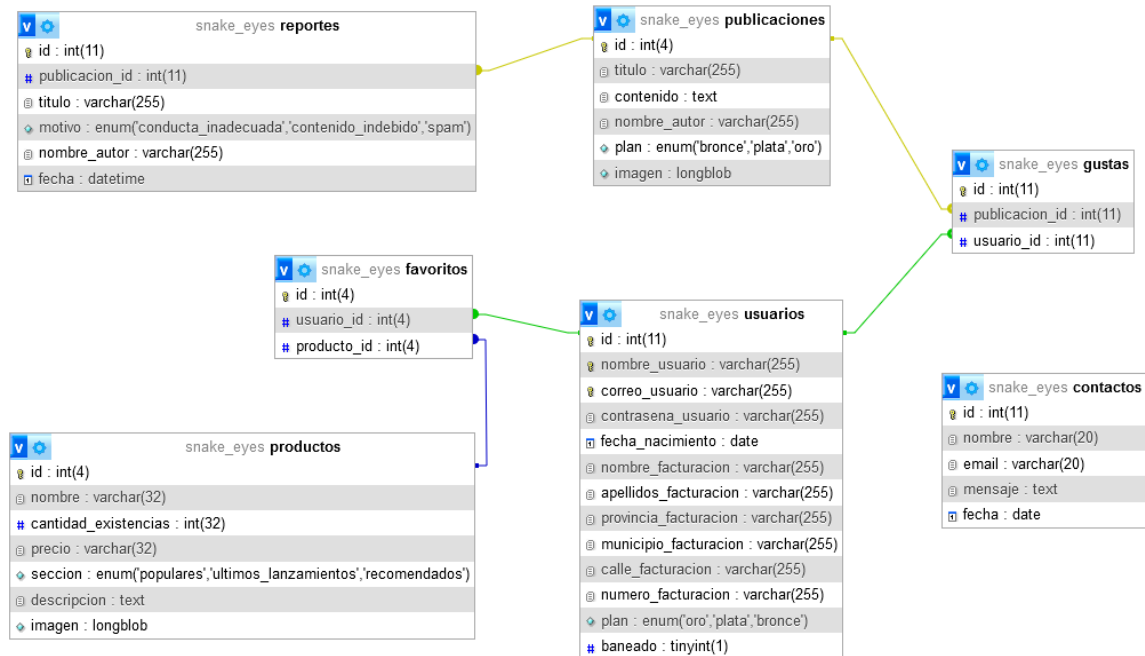 snake_eyes reportes
id : int(11)
publicacion_id : int(11)
titulo : varchar(255)
motivo : enum('conducta_inadecuada','contenido_indebido','spam')
nombre_autor : varchar(255)
fecha : datetime
snake_eyes publicaciones
id : int(4)
titulo : varchar(255)
contenido : text
nombre_autor : varchar(255)
plan : enum('bronce','plata','oro')
imagen : longblob
snake_eyes gustas
id : int(11)
publicacion_id : int(11)
usuario_id : int(11)
snake_eyes favoritos
id : int(4)
usuario_id : int(4)
producto_id : int(4)
snake_eyes usuarios
id : int(11)
nombre_usuario : varchar(255)
correo_usuario : varchar(255)
contrasena_usuario : varchar(255)
fecha_nacimiento : date
nombre_facturacion : varchar(255)
apellidos_facturacion : varchar(255)
provincia_facturacion : varchar(255)
municipio_facturacion : varchar(255)
calle_facturacion : varchar(255)
numero_facturacion : varchar(255)
plan : enum('oro','plata','bronce')
baneado : tinyint(1)
snake_eyes contactos
id : int(11)
nombre : varchar(20)
email : varchar(20)
mensaje : text
fecha : date
snake_eyes productos
id : int(4)
nombre : varchar(32)
cantidad_existencias : int(32)
precio : varchar(32)
seccion : enum('populares','ultimos_lanzamientos','recomendados')
descripcion : text
imagen : longblob